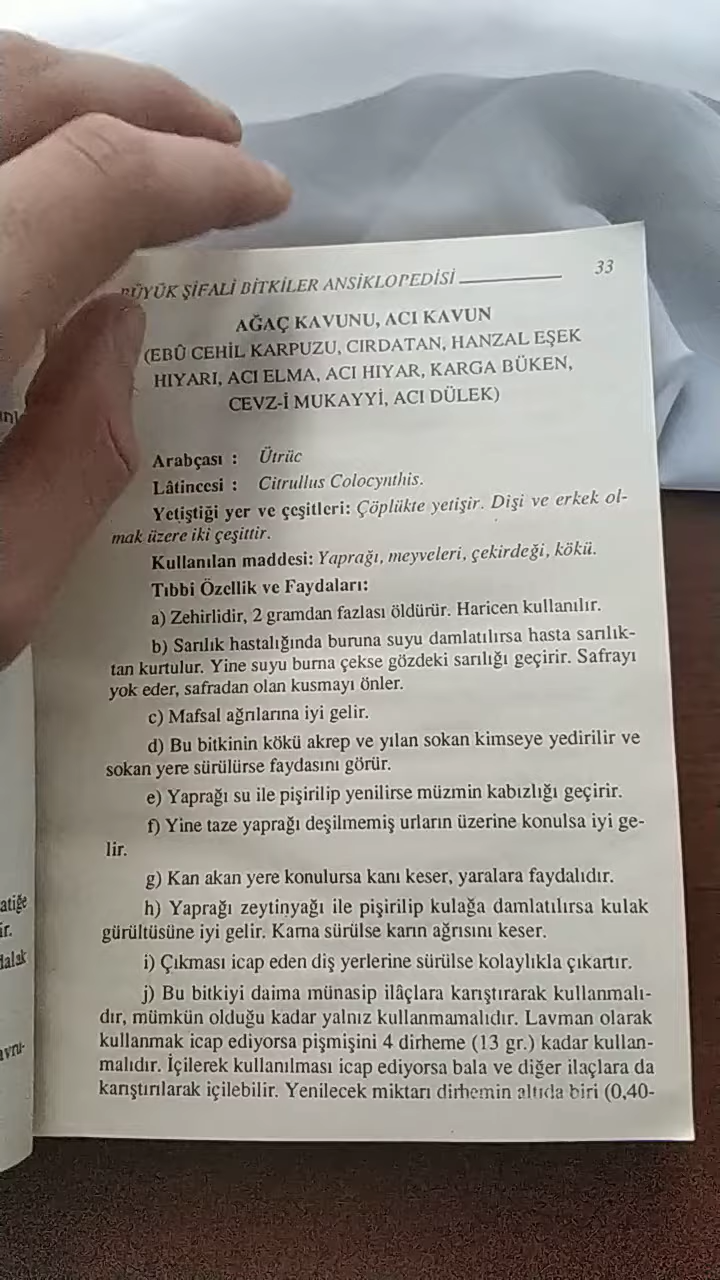 BÜYÜK ŞİFALİ BİTKİLER ANSİKLOPEDİSİ 33
AĞAÇ KAVUNU, ACI KAVUN
(EBÛ CEHİL KARPUZU, CIRDATAN, HANZAL EŞEK
HIYARI, ACI ELMA, ACI HIYAR, KARGA BÜKEN,
CEVZ-İ MUKAYYİ, ACI DÜLEK)
Arabçası : Ütrüc
Lâtincesi : Citrullus Colocynthis.
Yetiştiği yer ve çeşitleri: Çöplükte yetişir. Dişi ve erkek ol-
mak üzere iki çeşittir.
Kullanılan maddesi: Yaprağı, meyveleri, çekirdeği, kökü.
Tıbbi Özellik ve Faydaları:
a) Zehirlidir, 2 gramdan fazlası öldürür. Haricen kullanılır.
b) Sarılık hastalığında buruna suyu damlatılırsa hasta sarılık-
tan kurtulur. Yine suyu burna çekse gözdeki sarılığı geçirir. Safrayı
yok eder, safradan olan kusmayı önler.
c) Mafsal ağrılarına iyi gelir.
d) Bu bitkinin kökü akrep ve yılan sokan kimseye yedirilir ve
sokan yere sürülürse faydasını görür.
e) Yaprağı su ile pişirilip yenilirse müzmin kabızlığı geçirir.
f) Yine taze yaprağı deşilmemiş urların üzerine konulsa iyi ge-
lir.
g) Kan akan yere konulursa kanı keser, yaralara faydalıdır.
h) Yaprağı zeytinyağı ile pişirilip kulağa damlatılırsa kulak
gürültüsüne iyi gelir. Karna sürülse karın ağrısını keser.
i) Çıkması icap eden diş yerlerine sürülse kolaylıkla çıkartır.
j) Bu bitkiyi daima münasip ilâçlara karıştırarak kullanmalı-
dır, mümkün olduğu kadar yalnız kullanmamalıdır. Lavman olarak
kullanmak icap ediyorsa pişmişini 4 dirheme (13 gr.) kadar kullan-
malıdır. İçilerek kullanılması icap ediyorsa bala ve diğer ilaçlara da
karıştırılarak içilebilir. Yenilecek miktarı dirhemin altıda biri (0,40-